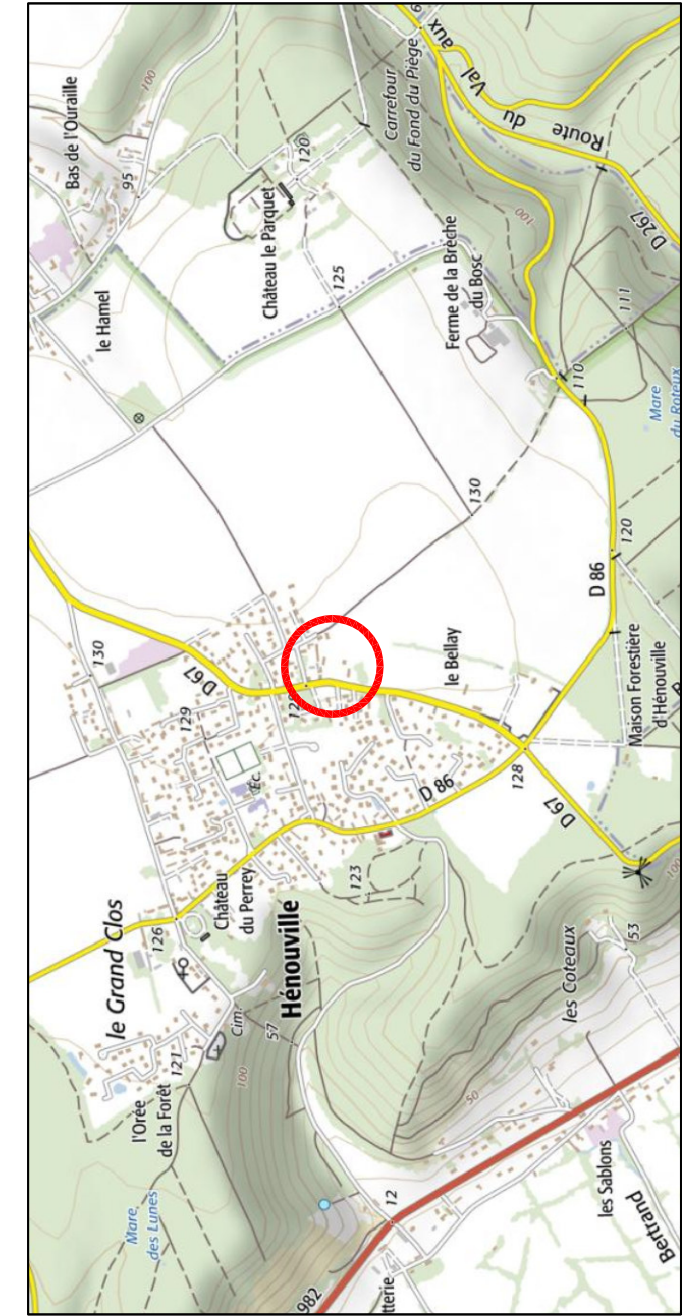 Bas de l'Ouraille
100
95
le Hamel
Château le Parquet
120
125
Carrefour
du Fond du Piège
Route du Val aux
D 267
100
Ferme de la Brèche
du Bosc
111
110
Mare
du Roteux
130
130
120
D 86
D 67
129
Éc.
le Bellay
Maison Forestière
d'Hénouville
D 86
128
D 67
100
123
Château
du Perrey
126
le Grand Clos
Hénouville
Cim.
57
100
121
l'Orée
de la Forêt
Mare
des Lunes
les Coteaux
53
50
12
les Sablons
Bertrand
982
tterie